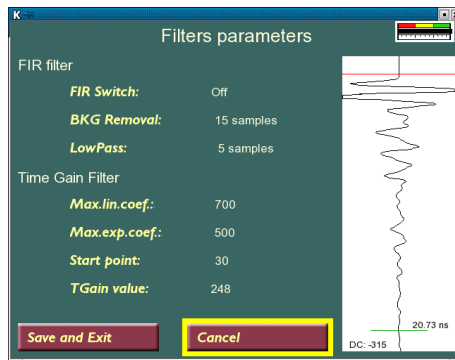 K
Filters parameters
FIR filter
FIR Switch: Off
BKG Removal: 15 samples
LowPass: 5 samples
Time Gain Filter
Max.lin.coef.: 700
Max.exp.coef.: 500
Start point: 30
TGain value: 248
20.73 ns
Save and Exit Cancel
DC: -315